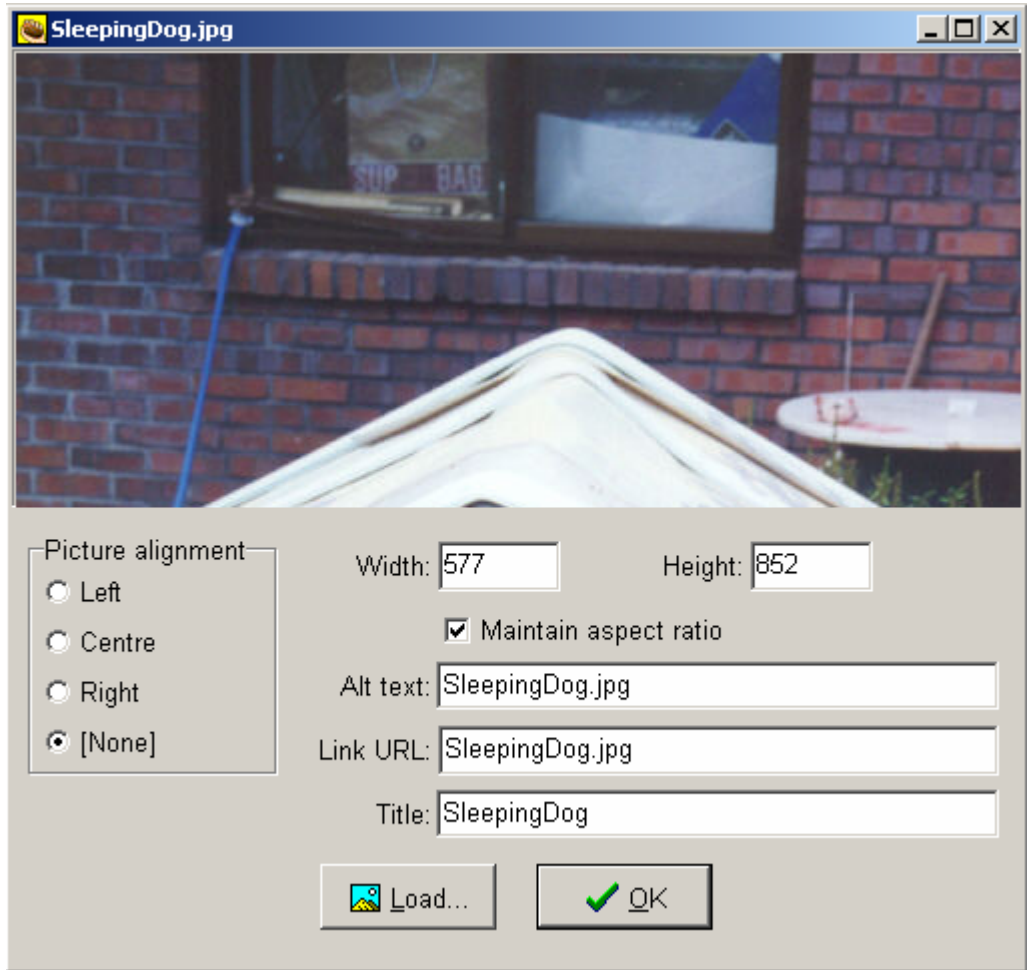 SleepingDog.jpg
SUP BAG
Picture alignment
Left
Centre
Right
[None]
Width: 577 Height: 852
Maintain aspect ratio
Alt text: SleepingDog.jpg
Link URL: SleepingDog.jpg
Title: SleepingDog
Load... OK